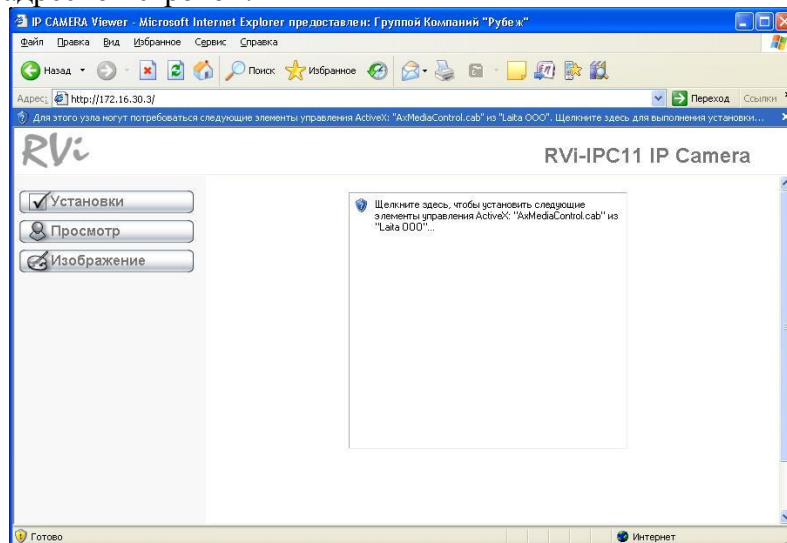 IP CAMERA Viewer - Microsoft Internet Explorer предоставлен: Группой Компаний "Рубеж"
Файл Правка Вид Избранное Сервис Справка
Назад Поиск Избранное
Адрес: http://172.16.30.3/ Переход Ссылки
Для этого узла могут потребоваться следующие элементы управления ActiveX: "AxMediaControl.cab" из "Laita ООО". Щелкните здесь для выполнения установки...
RVi RVi-IPC11 IP Camera
Установки
Просмотр
Изображение
Щелкните здесь, чтобы установить следующие
элементы управления ActiveX: "AxMediaControl.cab" из
"Laita ООО"...
Готово Интернет